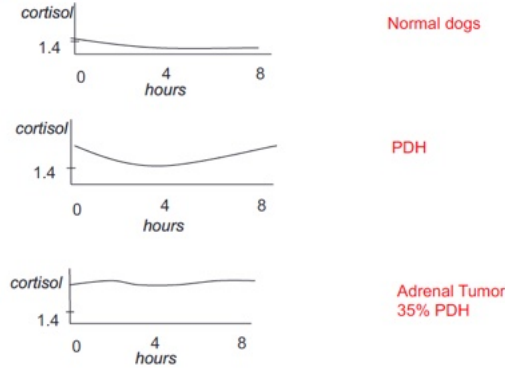 cortisol
Normal dogs
1.4
0 4 8
hours
cortisol
PDH
1.4
0 4 8
hours
cortisol
Adrenal Tumor
35% PDH
1.4
0 4 8
hours